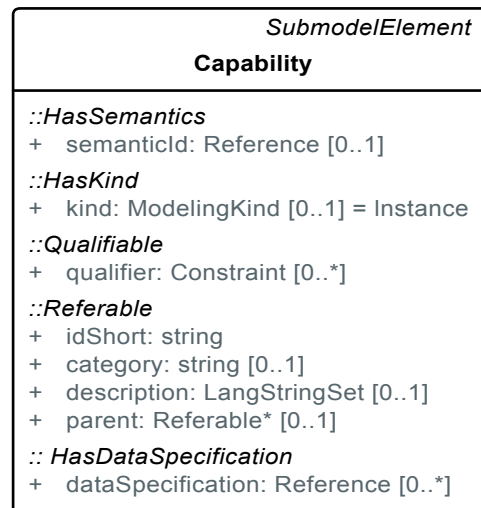 SubmodelElement
Capability
::HasSemantics
+ semanticId: Reference [0..1]
::HasKind
+ kind: ModelingKind [0..1] = Instance
::Qualifiable
+ qualifier: Constraint [0..*]
::Referable
+ idShort: string
+ category: string [0..1]
+ description: LangStringSet [0..1]
+ parent: Referable* [0..1]
:: HasDataSpecification
+ dataSpecification: Reference [0..*]